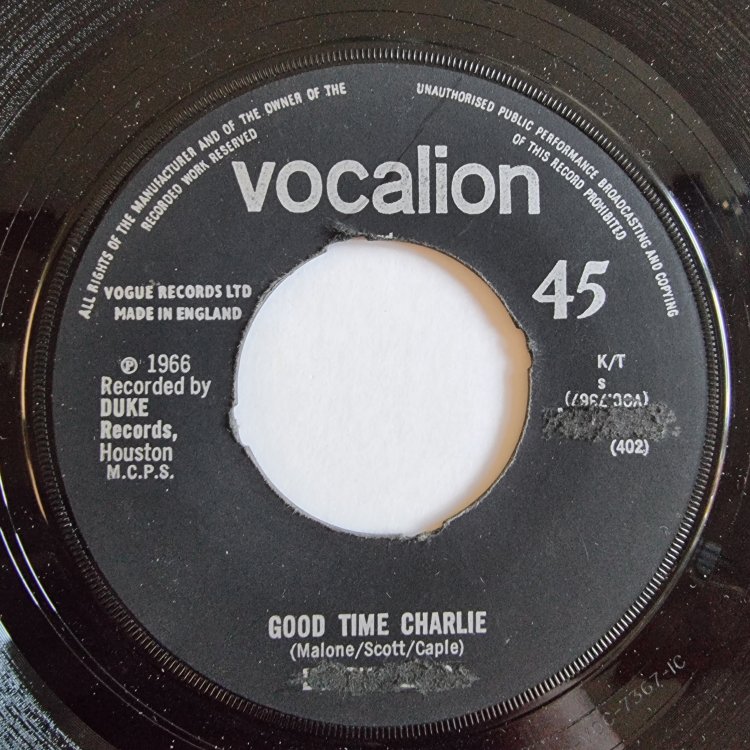 ALL RIGHTS OF THE MANUFACTURER AND OF THE OWNER OF THE
RECORDED WORK RESERVED
UNAUTHORISED PUBLIC PERFORMANCE BROADCASTING AND COPYING
OF THIS RECORD PROHIBITED
vocalion
VOGUE RECORDS LTD
MADE IN ENGLAND
45
℗ 1966
Recorded by
DUKE
Records,
Houston
M.C.P.S.
K/T
S
(402)
GOOD TIME CHARLIE
(Malone/Scott/Caple)
C-7367-1C